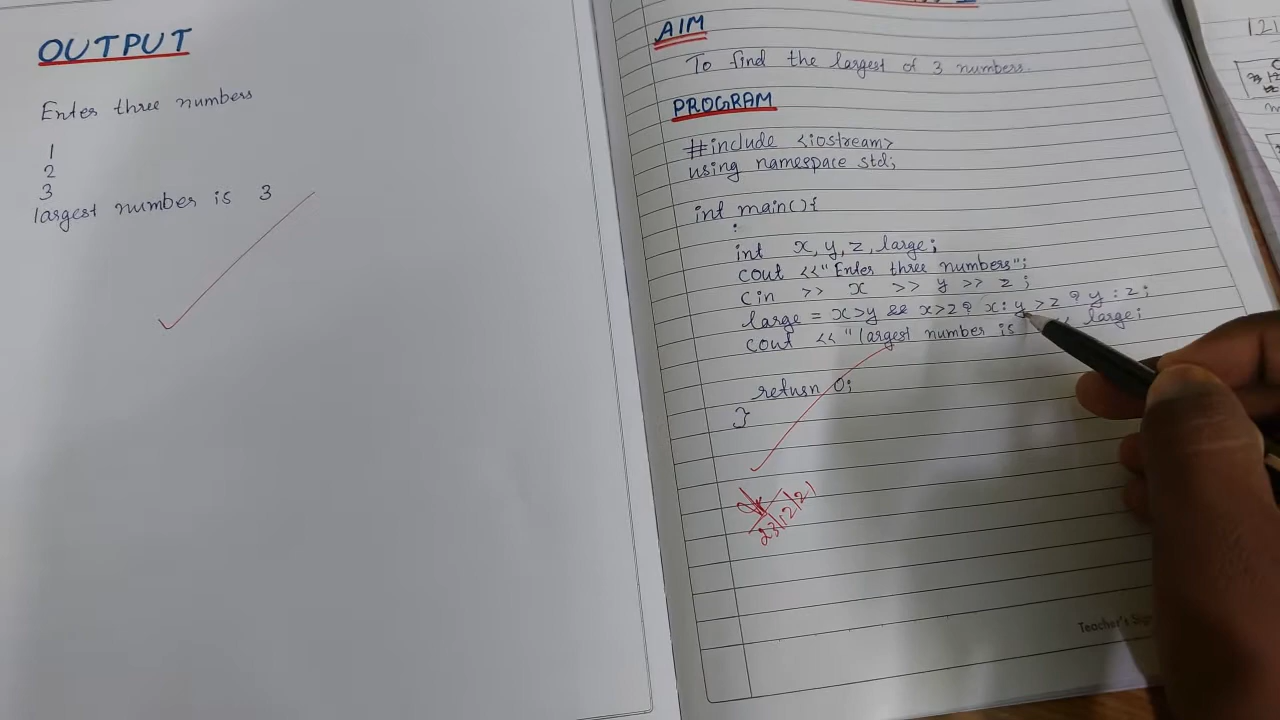 OUTPUT
Enter three numbers
1
2
3
largest number is 3
AIM
To find the largest of 3 numbers.
PROGRAM
#include <iostream>
using namespace std;
int main(){
int x, y, z, large;
cout <<"Enter three numbers";
cin >> x >> y >> z ;
large = x>y && x>z ? x: y >z ? y : z;
cout << "largest number is large;
return 0;
}
Teacher's